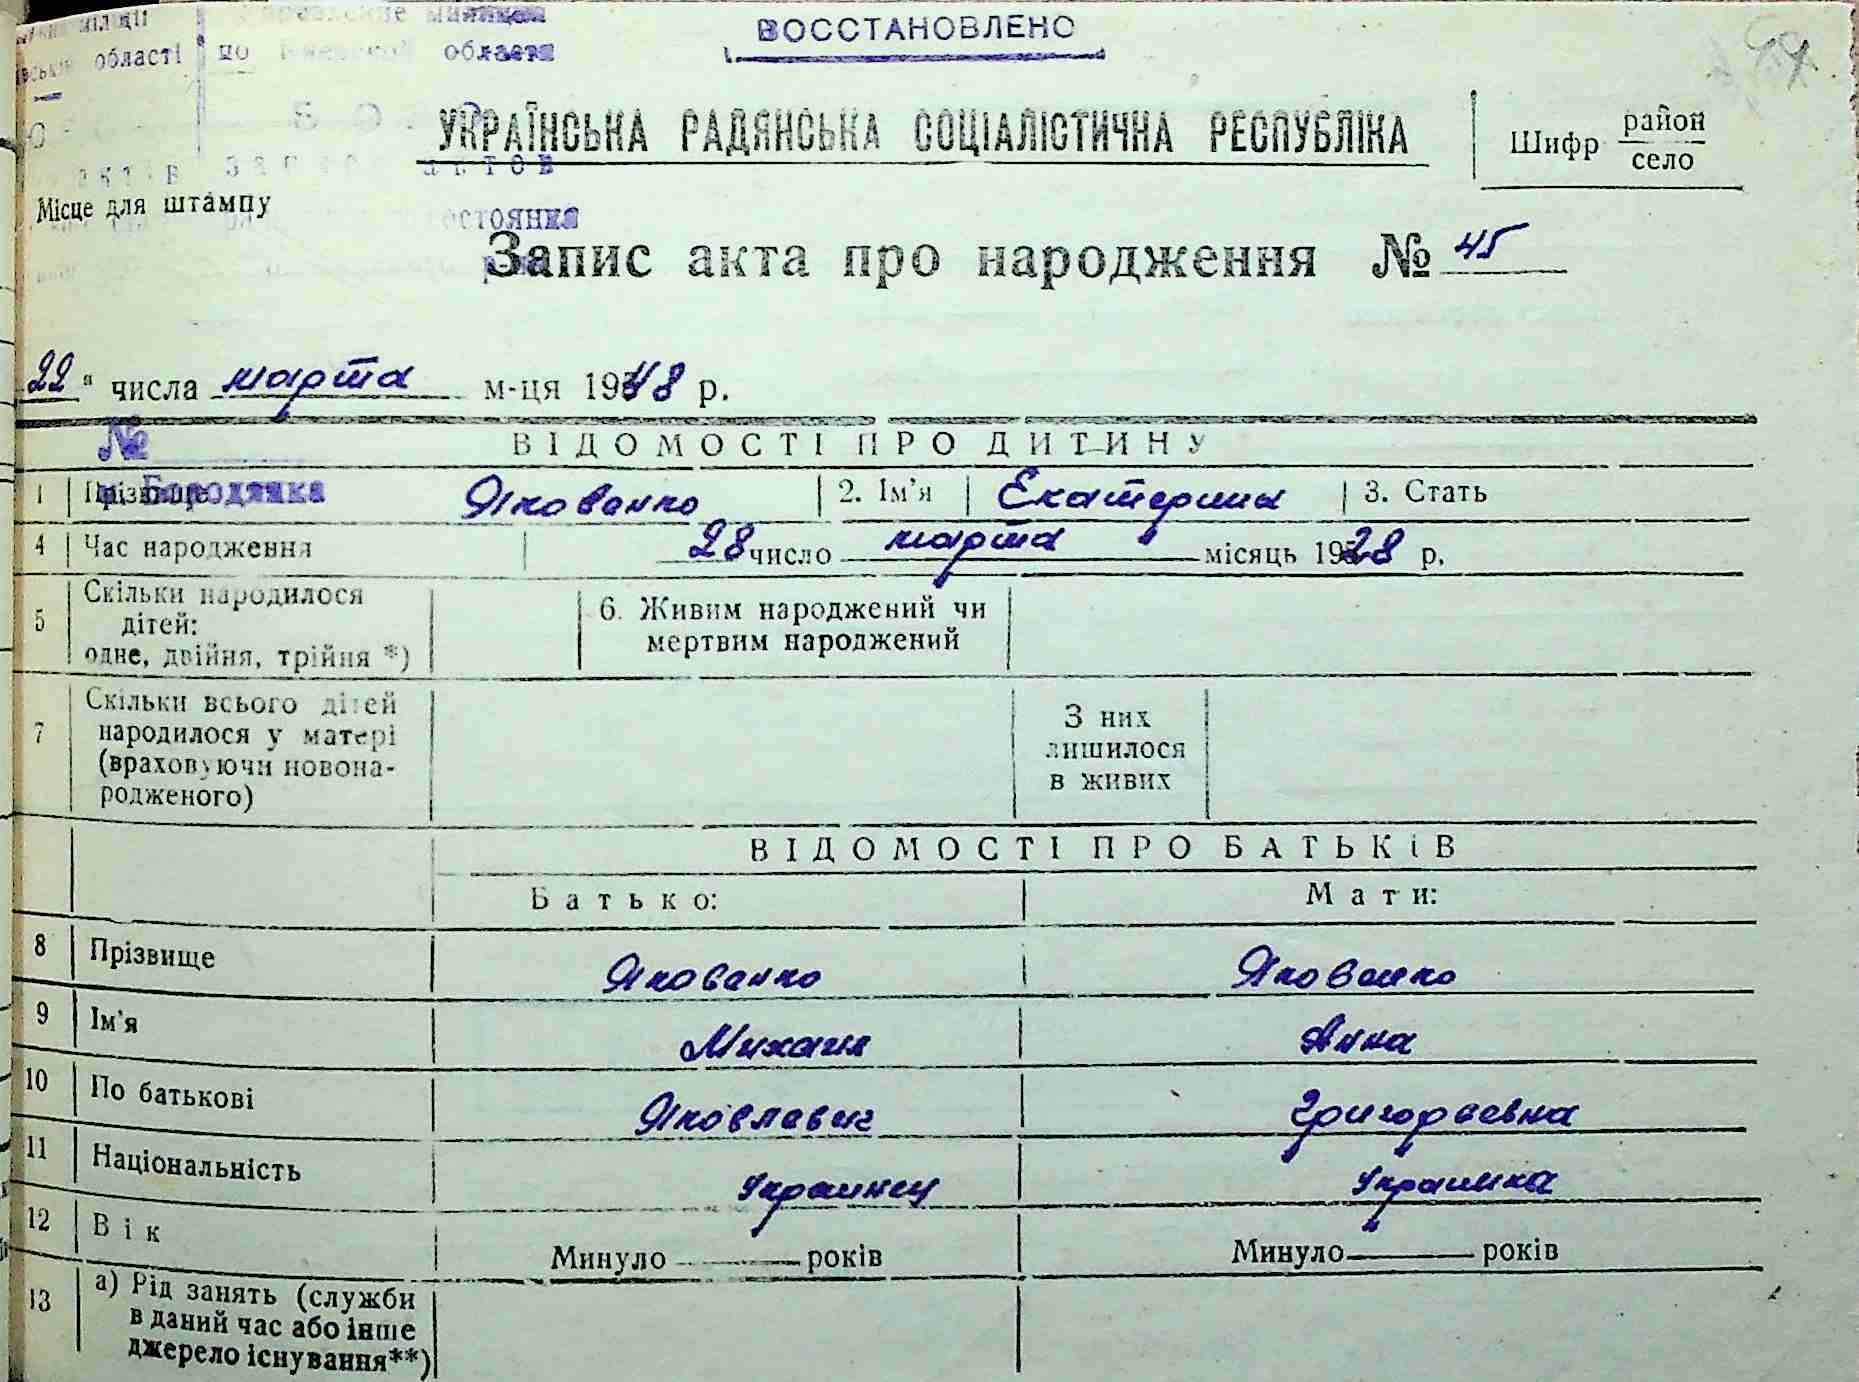 області
по області
ВОССТАНОВЛЕНО
УКРАЇНСЬКА РАДЯНСЬКА СОЦІАЛІСТИЧНА РЕСПУБЛІКА
Шифр район
село
Місце для штампу
Запис акта про народження № 45
22 " числа марта м-ця 1948 р.
№
ВІДОМОСТІ ПРО ДИТИНУ
Бородянка
1 Прізвище Яковенко 2. Ім'я Екатерина 3. Стать
4 Час народження 28 число марта місяць 1928 р.
5 Скільки народилося дітей: одне, двійня, трійня *) 6. Живим народжений чи мертвим народжений
7 Скільки всього дітей народилося у матері (враховуючи новонародженого) З них лишилося в живих
ВІДОМОСТІ ПРО БАТЬКІВ
Батько: Мати:
8 Прізвище Яковенко Яковенко
9 Ім'я Михаил Анна
10 По батькові Яковлевич Григорьевна
11 Національність Украинец Украинка
12 Вік Минуло років Минуло років
13 а) Рід занять (служби
в даний час або інше
джерело існування**)